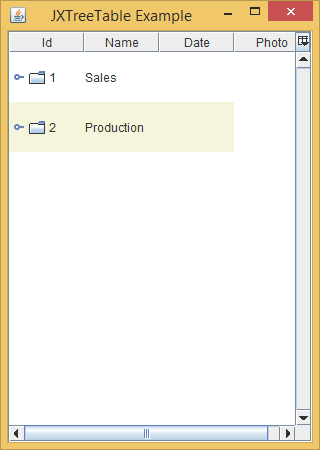 JXTreeTable Example
Id Name Date Photo
1 Sales
2 Production